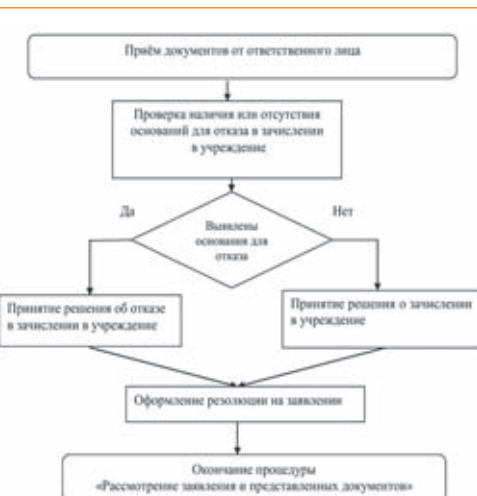 Приём документов от ответственного лица
Проверка наличия или отсутствия
оснований для отказа в зачислении
в учреждение
Да
Нет
Выявлены
основания для
отказа
Принятие решения об отказе
в зачислении в учреждение
Принятие решения о зачислении
в учреждение
Оформление резолюции на заявлении
Окончание процедуры
«Рассмотрение заявления и представленных документов»